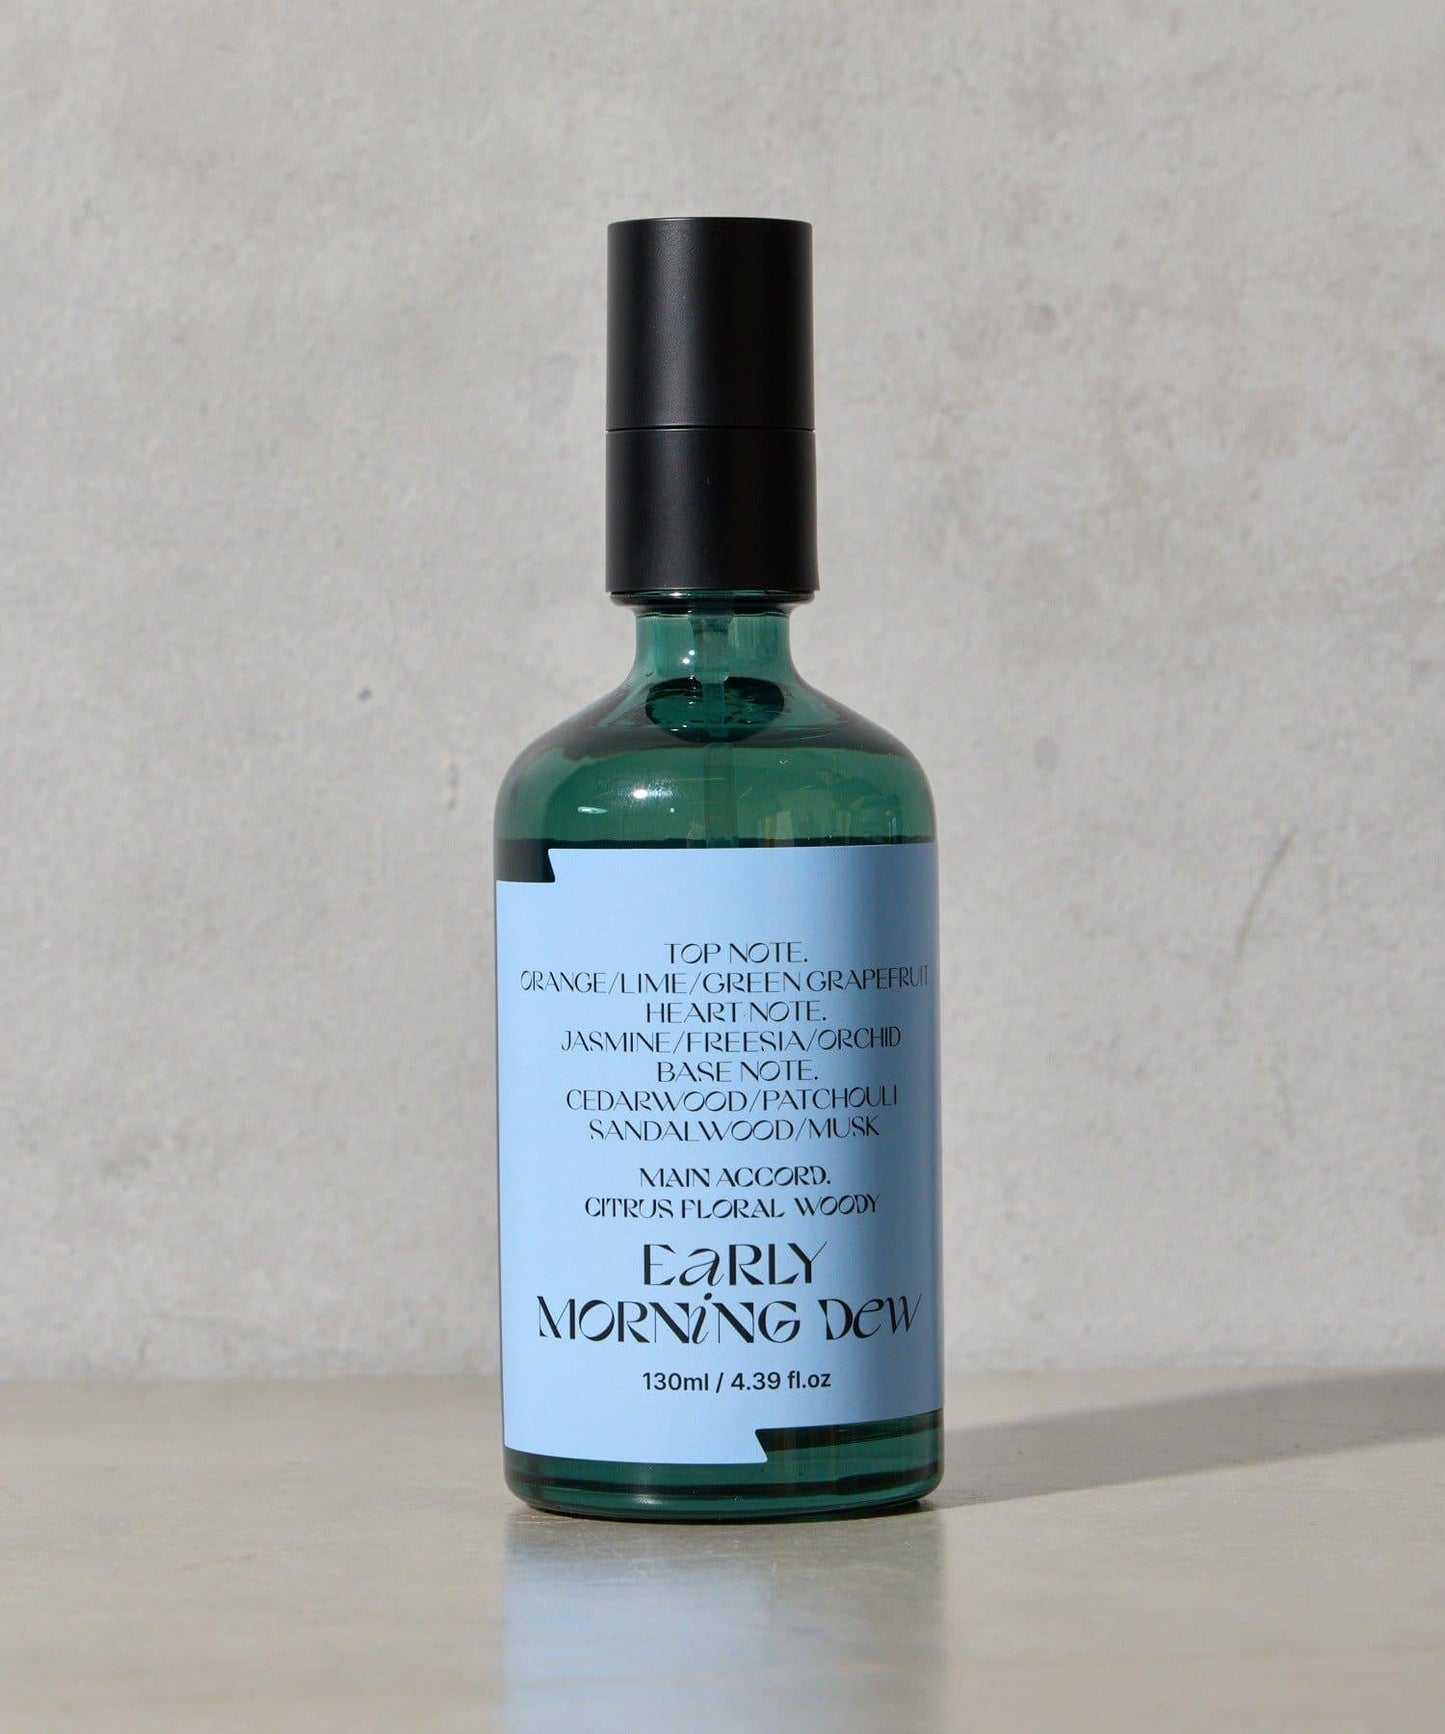 TOP NOTE.
ORANGE/LIME/GREEN GRAPEFRUIT
HEART NOTE.
JASMINE/FREESIA/ORCHID
BASE NOTE.
CEDARWOOD/PATCHOULI
SANDALWOOD/MUSK
MAIN ACCORD.
CITRUS FLORAL WOODY
EaRLY
MORNiNG DeW
130ml / 4.39 fl.oz